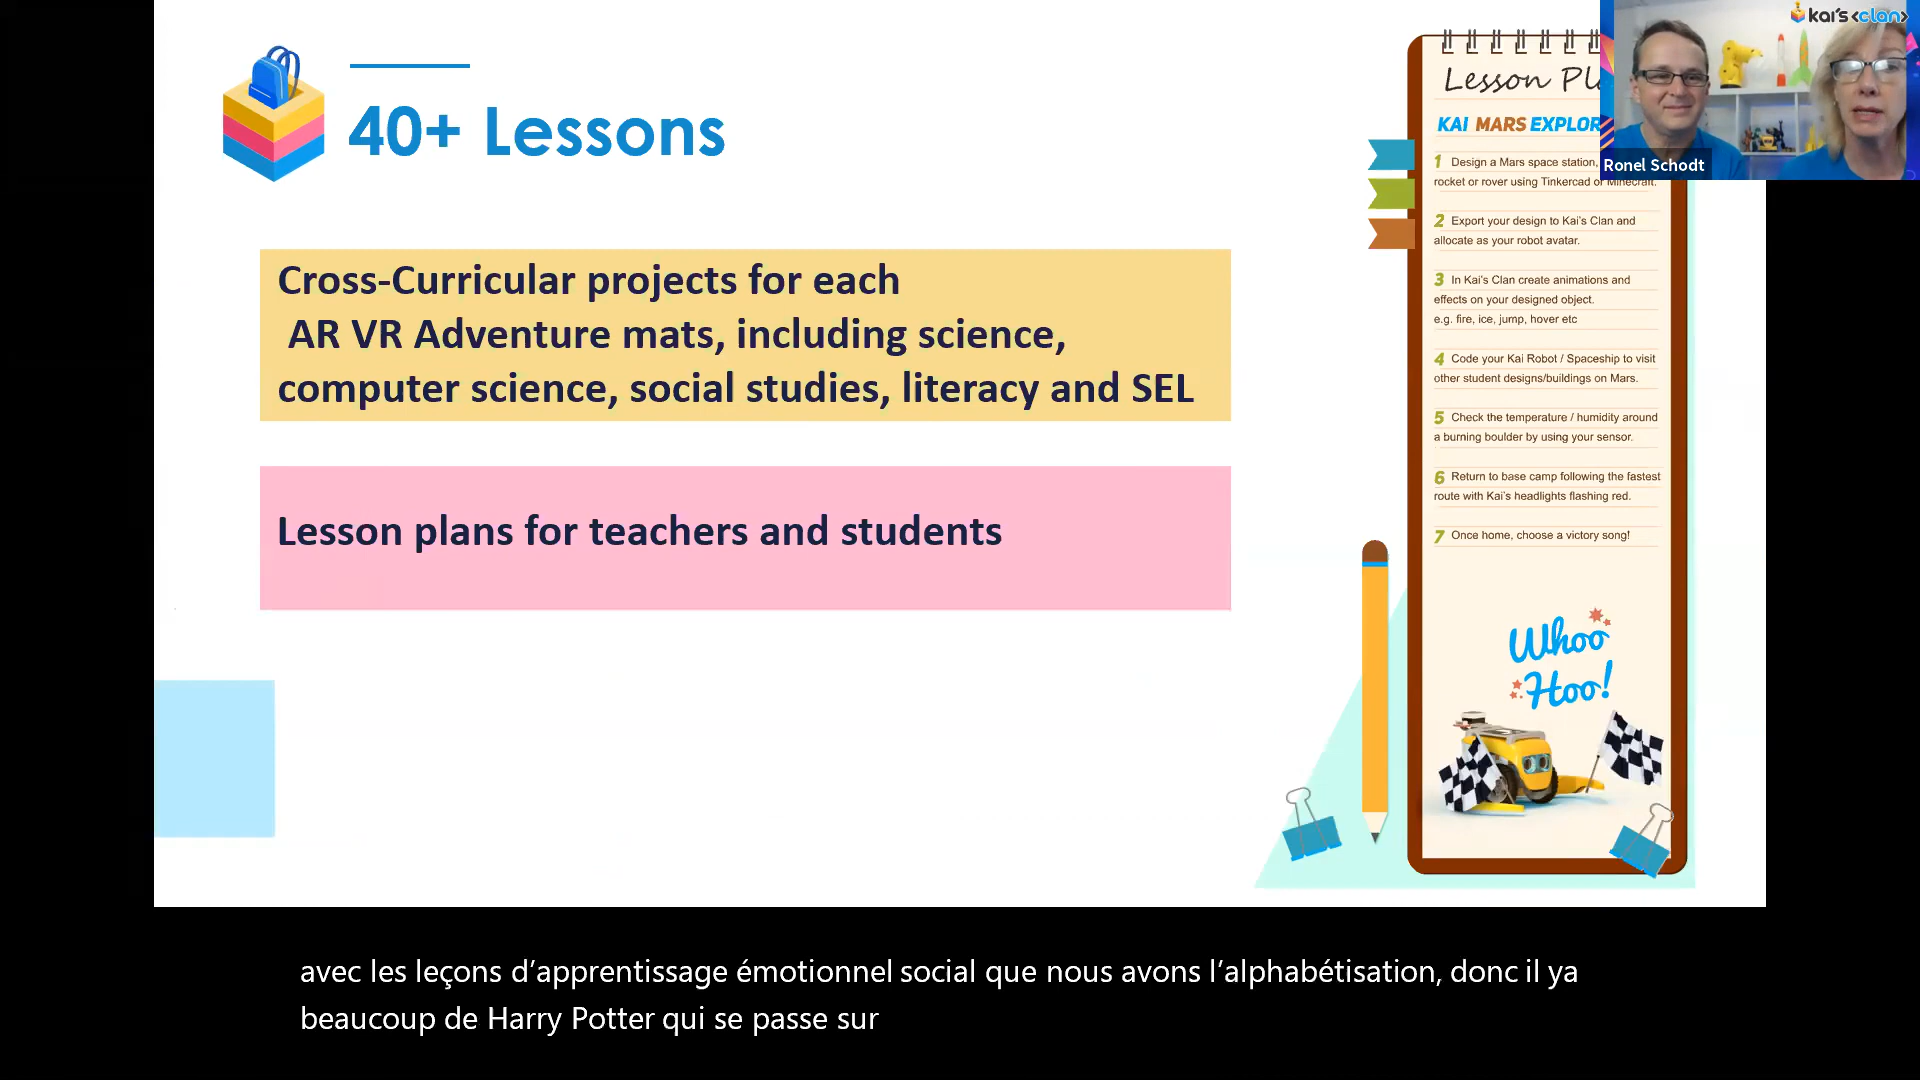 40+ Lessons
Cross-Curricular projects for each
AR VR Adventure mats, including science,
computer science, social studies, literacy and SEL
Lesson plans for teachers and students
Lesson
KAI MARS
1 Design a Mars space station,
rocket or rover using Tinkercad or Minecraft.
2 Export your design to Kai's Clan and
allocate as your robot avatar.
3 In Kai's Clan create animations and
effects on your designed object.
e.g. fire, ice, jump, hover etc
4 Code your Kai Robot / Spaceship to visit
other student designs/buildings on Mars.
5 Check the temperature / humidity around
a burning boulder by using your sensor.
6 Return to base camp following the fastest
route with Kai's headlights flashing red.
7 Once home, choose a victory song!
Whoo
Hoo!
kai's <clan>
Ronel Schodt
avec les leçons d’apprentissage émotionnel social que nous avons l’alphabétisation, donc il ya
beaucoup de Harry Potter qui se passe sur